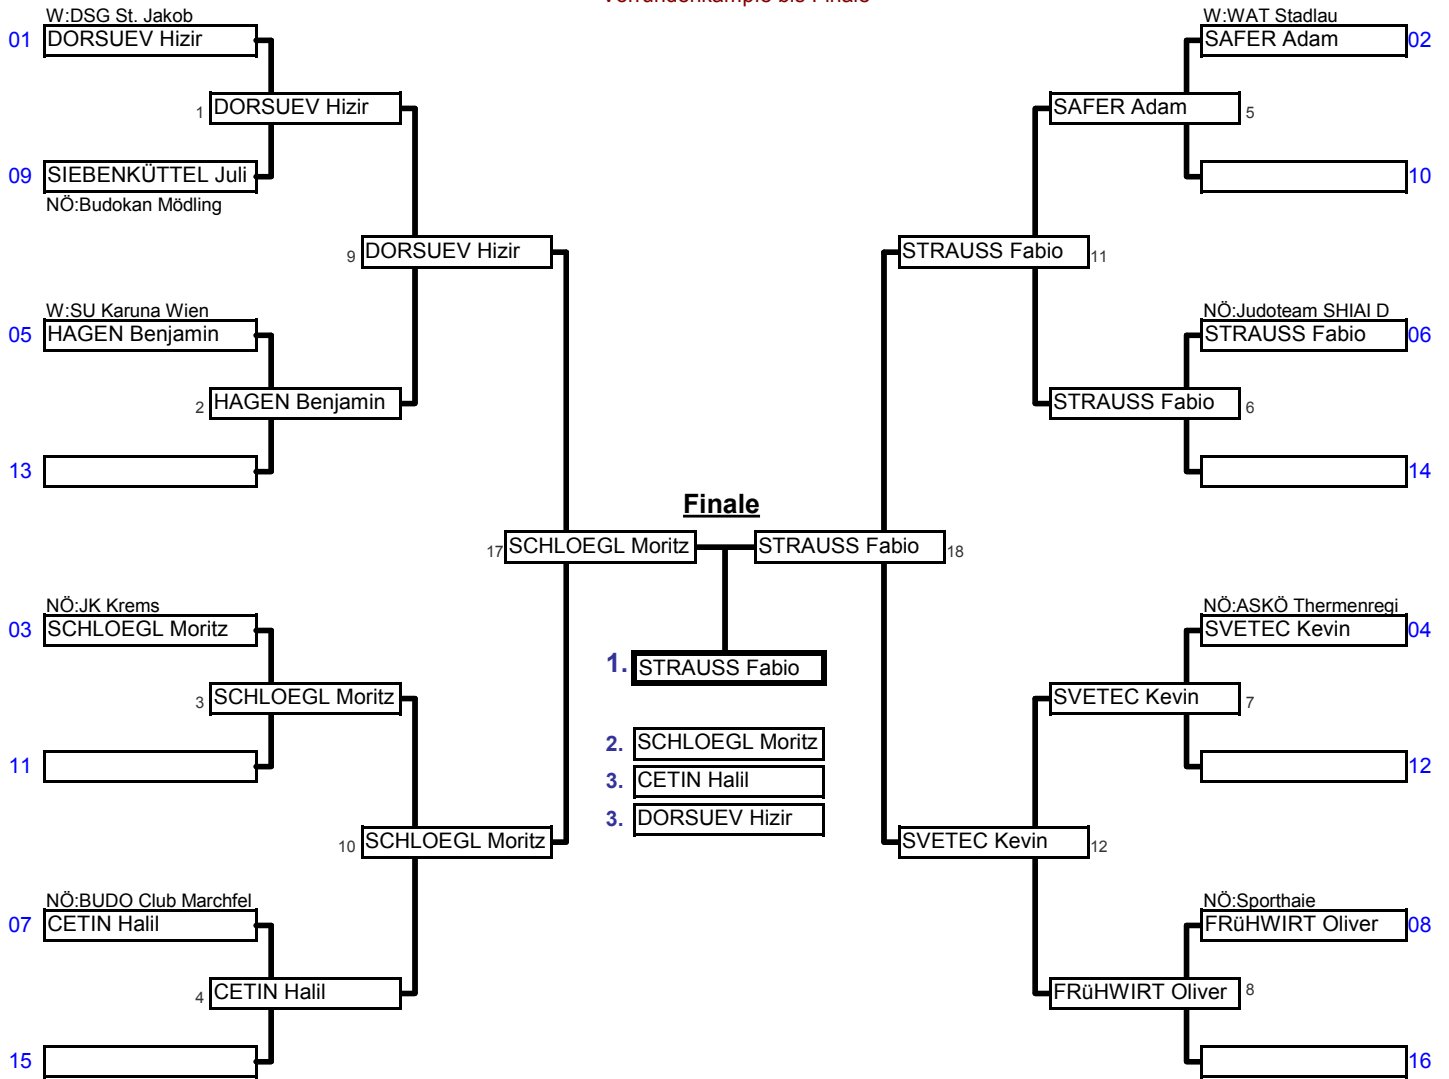 Vorrundenkämpfe bis Finale
W:DSG St. Jakob
01 DORSUEV Hizir
1 DORSUEV Hizir
09 SIEBENKÜTTEL Juli
NÖ:Budokan Mödling
9 DORSUEV Hizir
W:SU Karuna Wien
05 HAGEN Benjamin
2 HAGEN Benjamin
13
17 SCHLOEGL Moritz
NÖ:JK Krems
03 SCHLOEGL Moritz
3 SCHLOEGL Moritz
11
10 SCHLOEGL Moritz
NÖ:BUDO Club Marchfel
07 CETIN Halil
4 CETIN Halil
15
Finale
1. STRAUSS Fabio
2. SCHLOEGL Moritz
3. CETIN Halil
3. DORSUEV Hizir
W:WAT Stadlau
SAFER Adam 02
SAFER Adam 5
10
STRAUSS Fabio 11
NÖ:Judoteam SHIAI D
STRAUSS Fabio 06
STRAUSS Fabio 6
14
STRAUSS Fabio 18
NÖ:ASKÖ Thermenregi
SVETEC Kevin 04
SVETEC Kevin 7
12
SVETEC Kevin 12
NÖ:Sporthaie
FRüHWIRT Oliver 08
FRüHWIRT Oliver 8
16